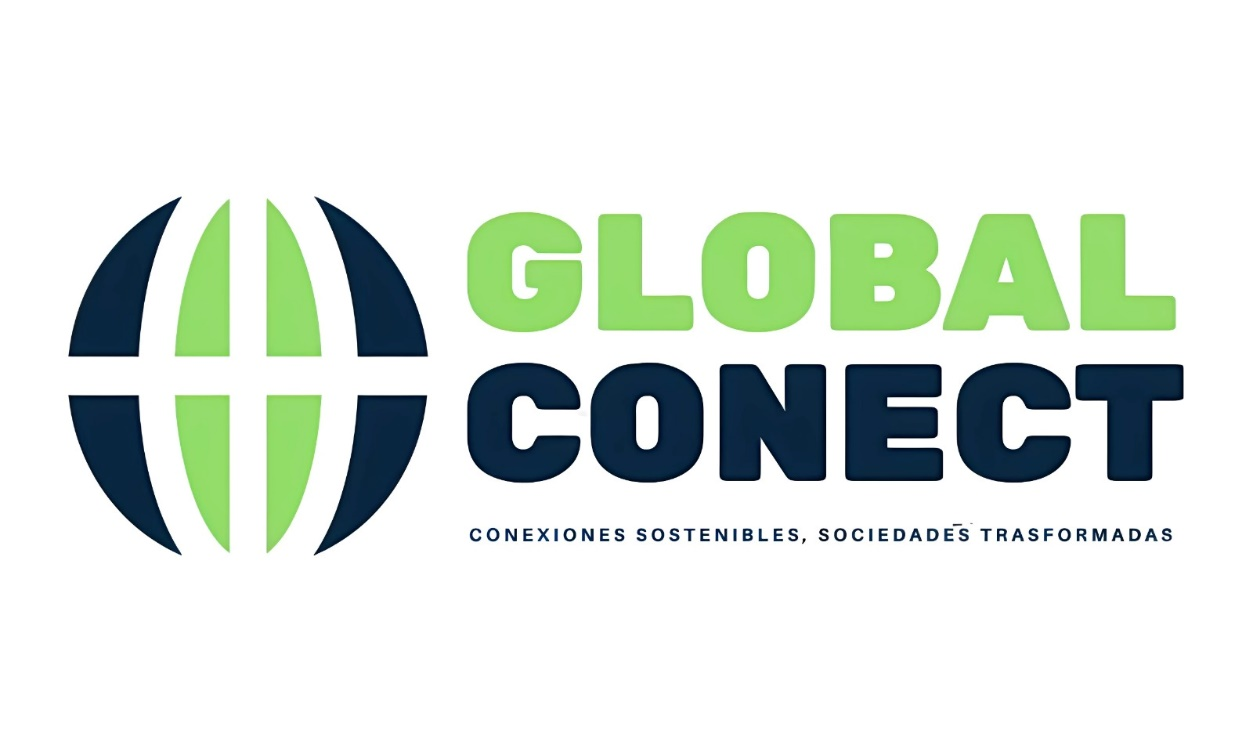 GLOBAL
CONECT
CONEXIONES SOSTENIBLES, SOCIEDADES TRASFORMADAS